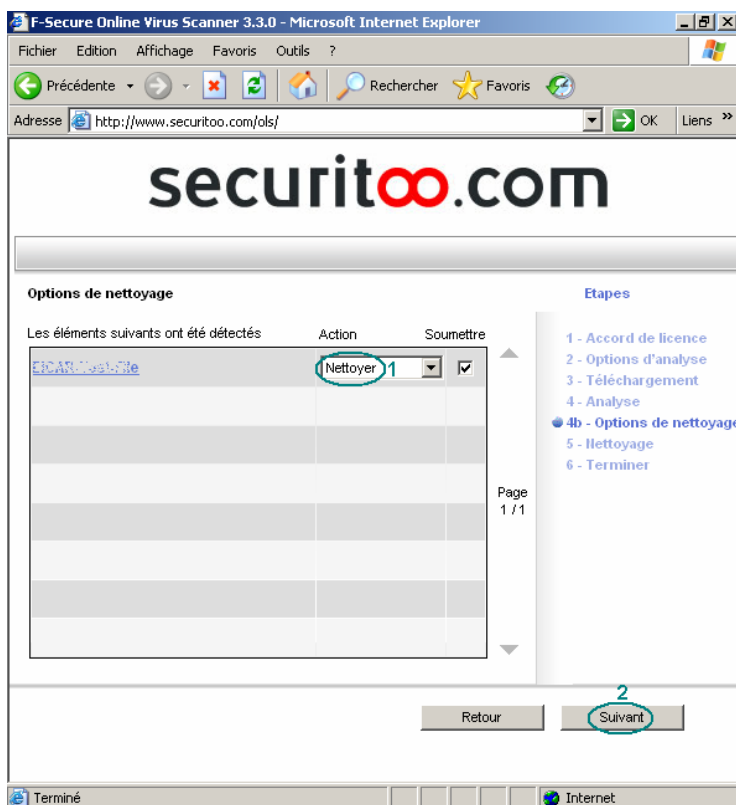 F-Secure Online Virus Scanner 3.3.0 - Microsoft Internet Explorer
Fichier Edition Affichage Favoris Outils ?
Précédente Rechercher Favoris
Adresse http://www.securitoo.com/ols/ OK Liens »
securitoo.com
Options de nettoyage
Etapes
Les éléments suivants ont été détectés Action Soumettre
EICAR-Test-File Nettoyer 1
1 - Accord de licence
2 - Options d'analyse
3 - Téléchargement
4 - Analyse
4b - Options de nettoyage
5 - Nettoyage
6 - Terminer
Page
1 / 1
2
Retour Suivant
Terminé Internet